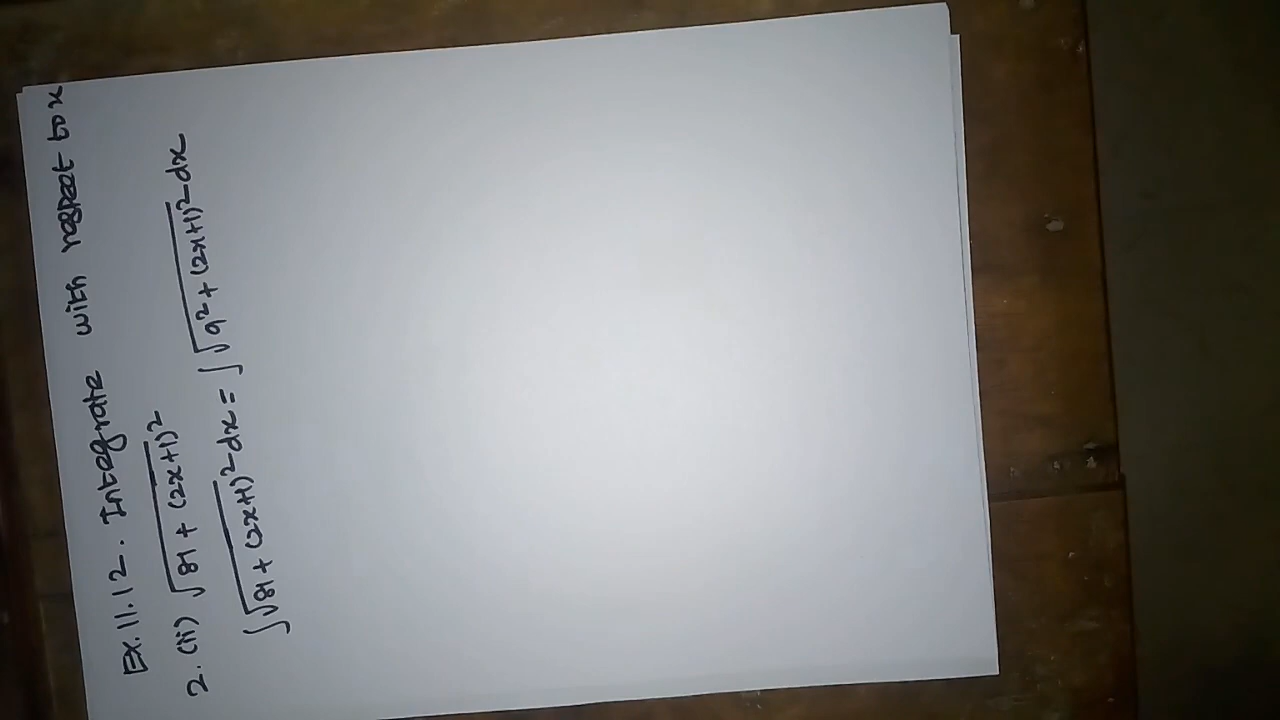 Ex.11.12. Integrate with respect to x
2. (ii) √81 + (2x+1)²
∫√81 + (2x+1)² dx = ∫√9² + (2x+1)² dx